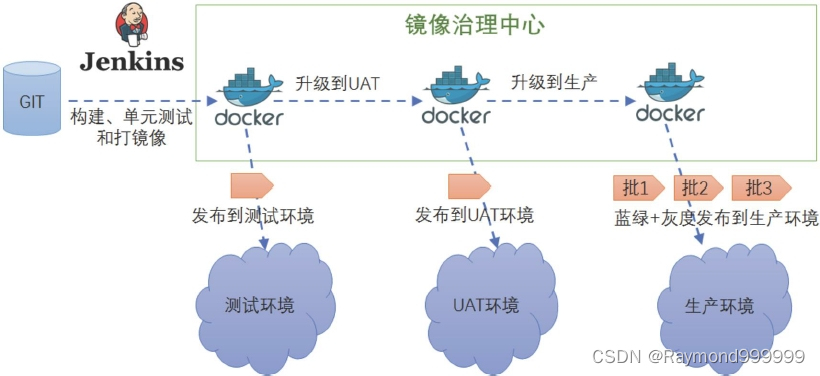 镜像治理中心
Jenkins
GIT
构建、单元测试
和打镜像
docker
升级到UAT
docker
升级到生产
docker
发布到测试环境
发布到UAT环境
批1
批2
批3
蓝绿+灰度发布到生产环境
测试环境
UAT环境
生产环境
CSDN @Raymond999999